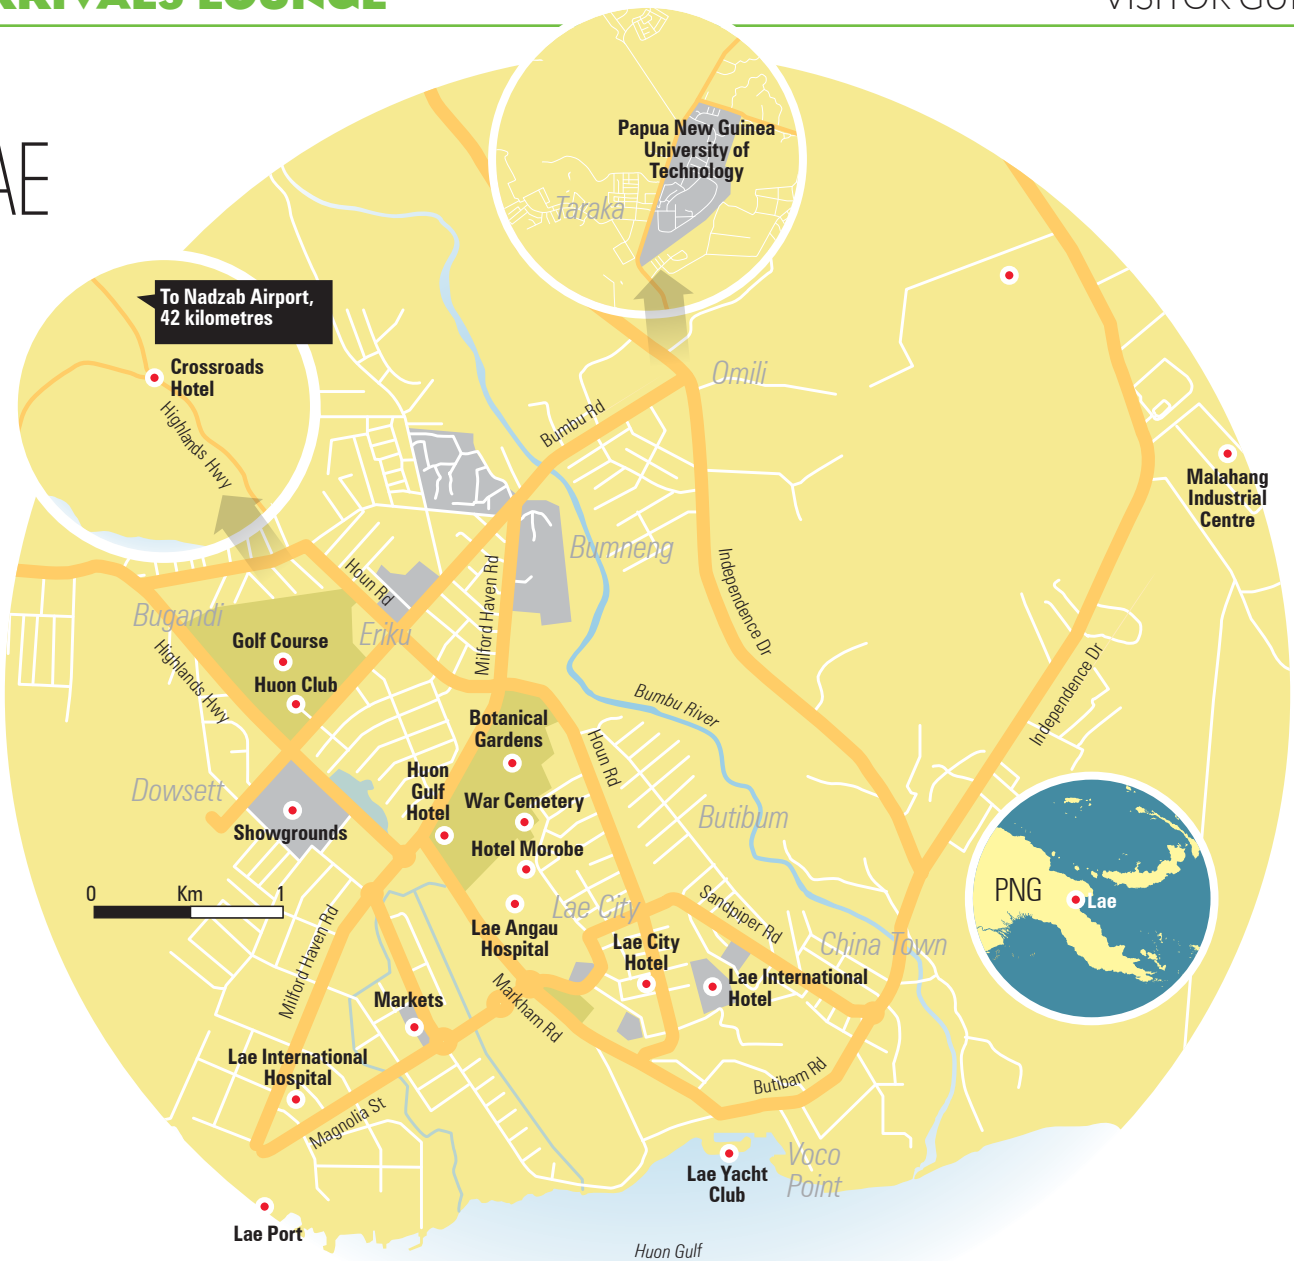 VISITOR
Papua New Guinea
University of
Technology
Taraka
To Nadzab Airport,
42 kilometres
Crossroads
Hotel
Highlands Hwy
Omili
Bumbu Rd
Malahang
Industrial
Centre
Bumneng
Houn Rd
Milford Haven Rd
Independence Dr
Bugandi
Eriku
Golf Course
Highlands Hwy
Huon Club
Independence Dr
Bumbu River
Botanical
Gardens
Houn Rd
Huon
Gulf
Hotel
Dowsett
War Cemetery
Butibum
Showgrounds
Hotel Morobe
0 Km 1
PNG
Lae
Lae City
Sandpiper Rd
Lae Angau
Hospital
Lae City
Hotel
China Town
Milford Haven Rd
Lae International
Hotel
Markets
Markham Rd
Lae International
Hospital
Butibam Rd
Magnolia St
Voco
Point
Lae Yacht
Club
Lae Port
Huon Gulf